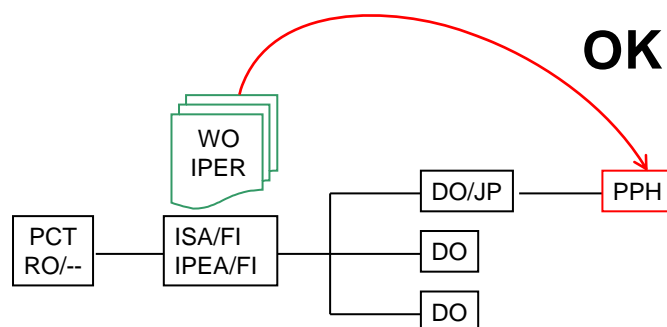 OK
WO
IPER
DO/JP
PPH
PCT
RO/--
ISA/FI
IPEA/FI
DO
DO